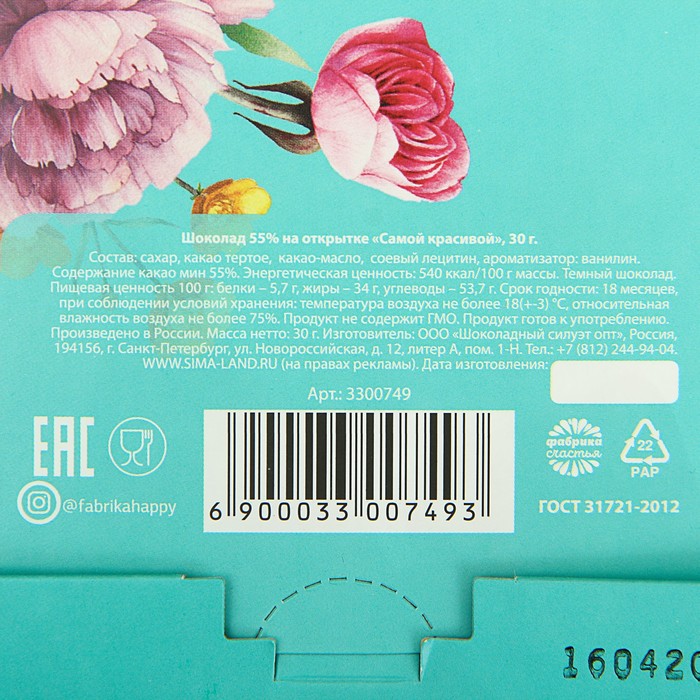 Шоколад 55% на открытке «Самой красивой», 30 г.
Состав: сахар, какао тертое, какао-масло, соевый лецитин, ароматизатор: ванилин.
Содержание какао мин 55%. Энергетическая ценность: 540 ккал/100 г массы. Темный шоколад.
Пищевая ценность 100 г: белки – 5,7 г, жиры – 34 г, углеводы – 53,7 г. Срок годности: 18 месяцев,
при соблюдении условий хранения: температура воздуха не более 18(+-3) °С, относительная
влажность воздуха не более 75%. Продукт не содержит ГМО. Продукт готов к употреблению.
Произведено в России. Масса нетто: 30 г. Изготовитель: ООО «Шоколадный силуэт опт», Россия,
194156, г. Санкт-Петербург, ул. Новороссийская, д. 12, литер А, пом. 1-Н. Тел.: +7 (812) 244-94-04.
WWW.SIMA-LAND.RU (на правах рекламы). Дата изготовления:
Арт.: 3300749
EAC
фабрика
счастья
22
PAP
@fabrikahappy
6 900033 007493
ГОСТ 31721-2012
160420